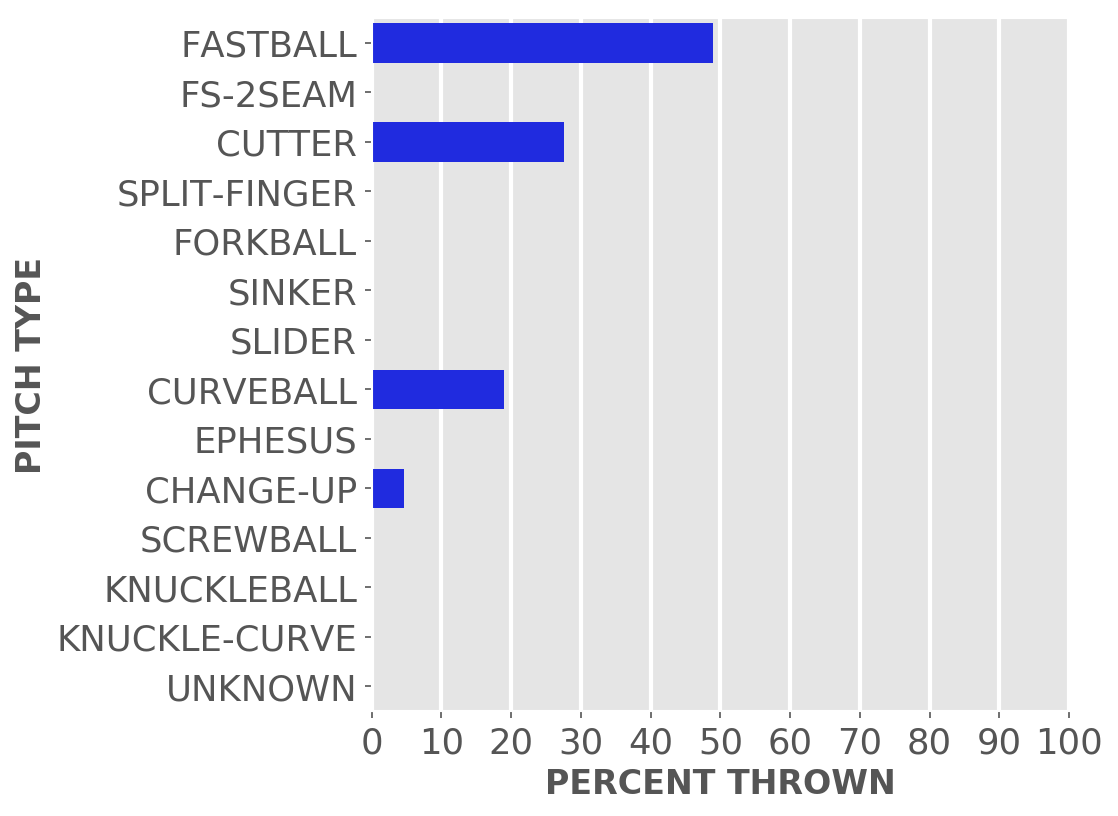 FASTBALL
FS-2SEAM
CUTTER
SPLIT-FINGER
FORKBALL
SINKER
SLIDER
CURVEBALL
EPHESUS
CHANGE-UP
SCREWBALL
KNUCKLEBALL
KNUCKLE-CURVE
UNKNOWN
PITCH TYPE
0 10 20 30 40 50 60 70 80 90 100
PERCENT THROWN